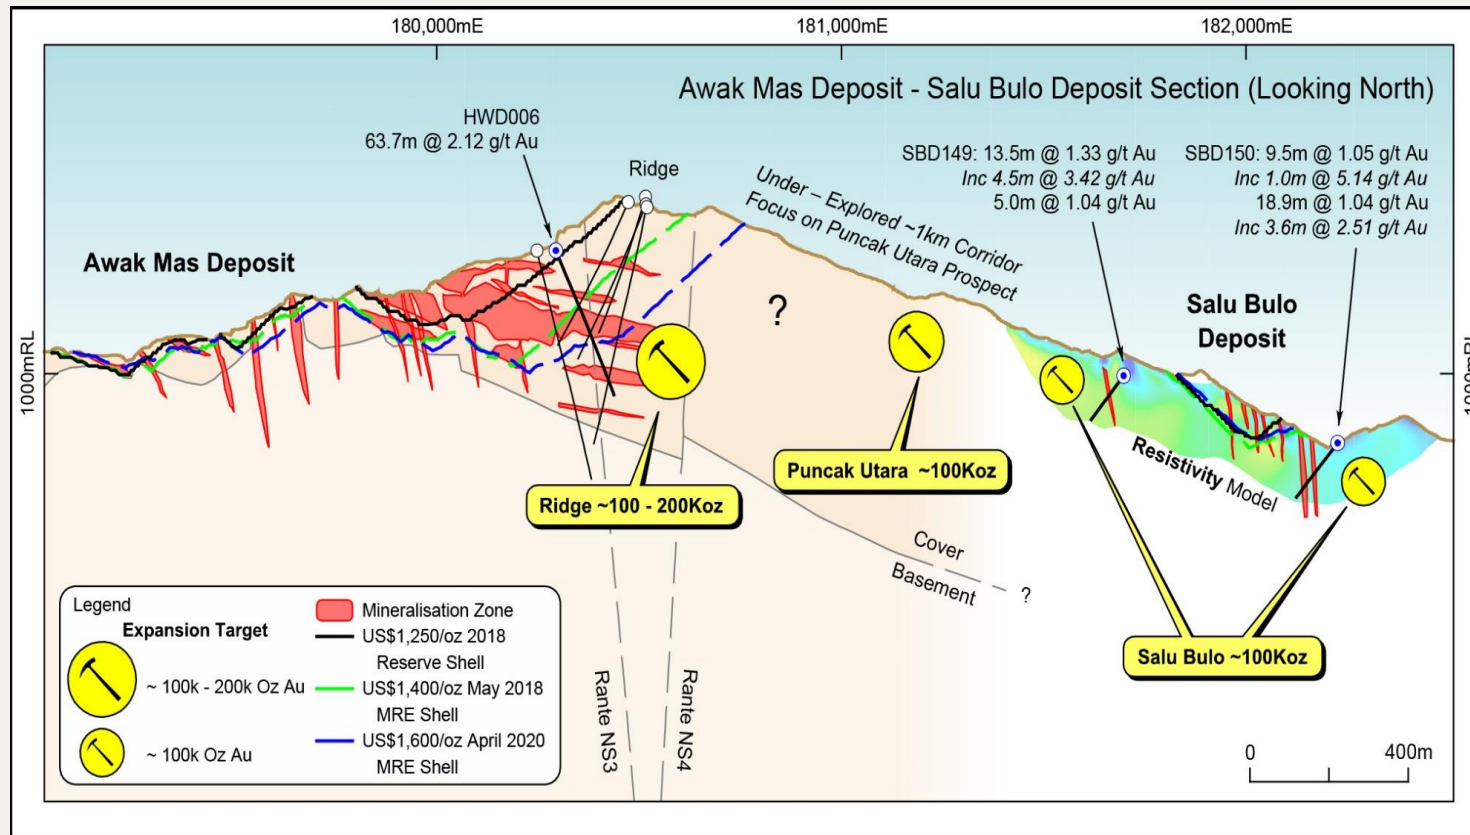 180,000mE
181,000mE
182,000mE
Awak Mas Deposit - Salu Bulo Deposit Section (Looking North)
HWD006
63.7m @ 2.12 g/t Au
Ridge
SBD149: 13.5m @ 1.33 g/t Au
Inc 4.5m @ 3.42 g/t Au
5.0m @ 1.04 g/t Au
SBD150: 9.5m @ 1.05 g/t Au
Inc 1.0m @ 5.14 g/t Au
18.9m @ 1.04 g/t Au
Inc 3.6m @ 2.51 g/t Au
Under – Explored ~1km Corridor
Focus on Puncak Utara Prospect
Awak Mas Deposit
?
Salu Bulo
Deposit
1000mRL
1000mRL
Resistivity Model
Puncak Utara ~100Koz
Ridge ~100 - 200Koz
Cover
Basement
?
Salu Bulo ~100Koz
Rante NS3
Rante NS4
Legend
Expansion Target
~ 100k - 200k Oz Au
~ 100k Oz Au
Mineralisation Zone
US$1,250/oz 2018
Reserve Shell
US$1,400/oz May 2018
MRE Shell
US$1,600/oz April 2020
MRE Shell
0
400m